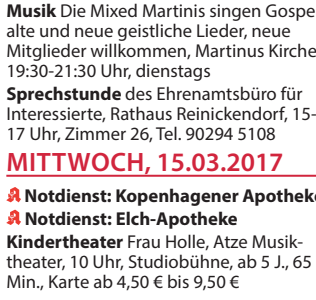 Musik Die Mixed Martinis singen Gospe
alte und neue geistliche Lieder, neue
Mitglieder willkommen, Martinus Kirche
19:30-21:30 Uhr, dienstags
Sprechstunde des Ehrenamtsbüro für
Interessierte, Rathaus Reinickendorf, 15-
17 Uhr, Zimmer 26, Tel. 90294 5108
MITTWOCH, 15.03.2017
Notdienst: Kopenhagener Apotheke
Notdienst: Elch-Apotheke
Kindertheater Frau Holle, Atze Musik-
theater, 10 Uhr, Studiobühne, ab 5 J., 65
Min., Karte ab 4,50 € bis 9,50 €